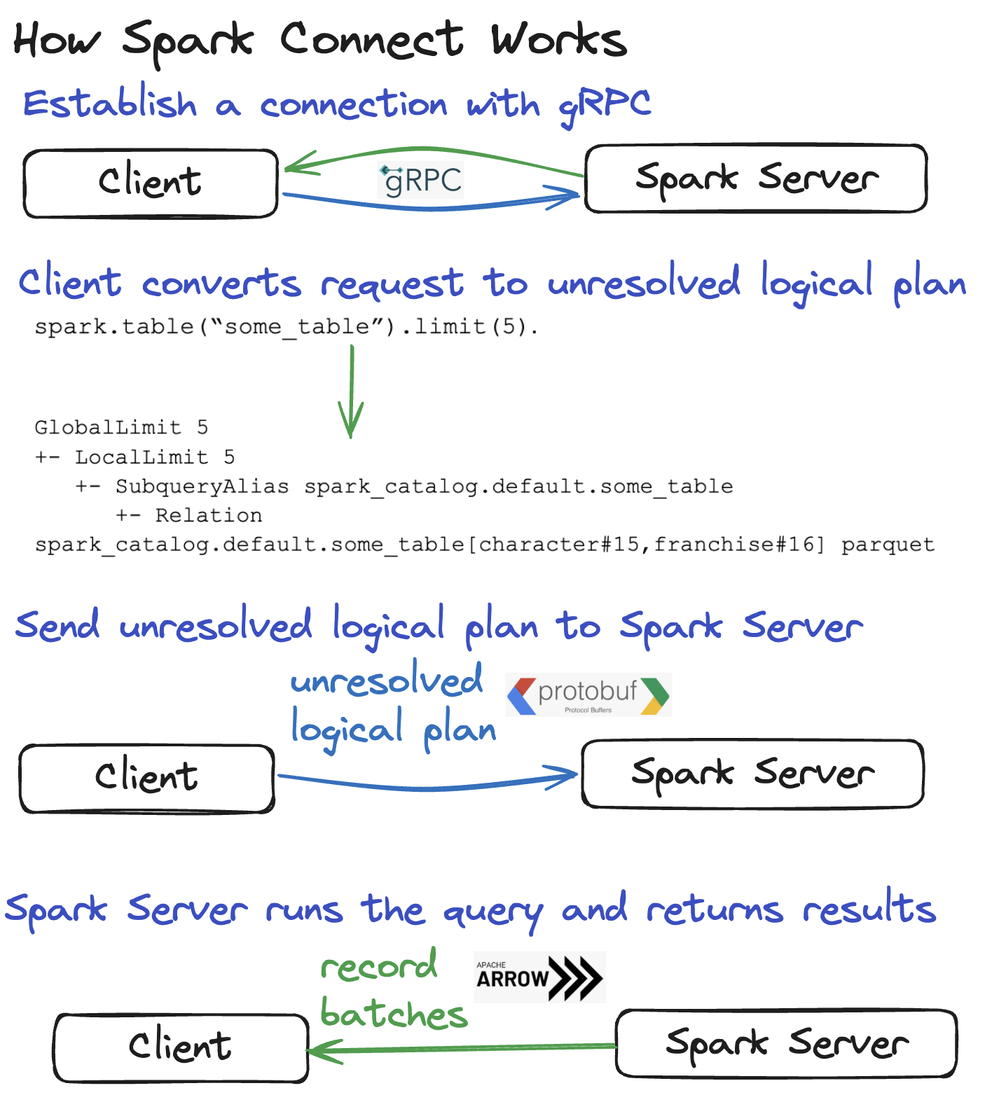 How Spark Connect Works
Establish a connection with gRPC
Client
gRPC
Spark Server
Client converts request to unresolved logical plan
spark.table(“some_table”).limit(5).
GlobalLimit 5
+- LocalLimit 5
   +- SubqueryAlias spark_catalog.default.some_table
      +- Relation
spark_catalog.default.some_table[character#15,franchise#16] parquet
Send unresolved logical plan to Spark Server
unresolved
logical plan
protobuf
Protocol Buffers
Client
Spark Server
Spark Server runs the query and returns results
record
batches
APACHE
ARROW
Client
Spark Server